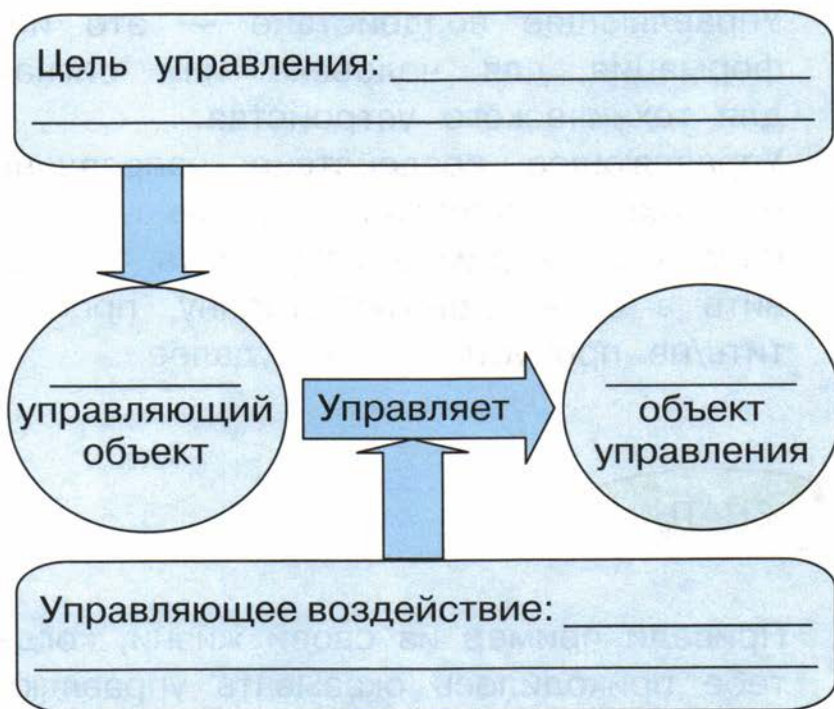 Цель управления:
управляющий
объект
Управляет
объект
управления
Управляющее воздействие: